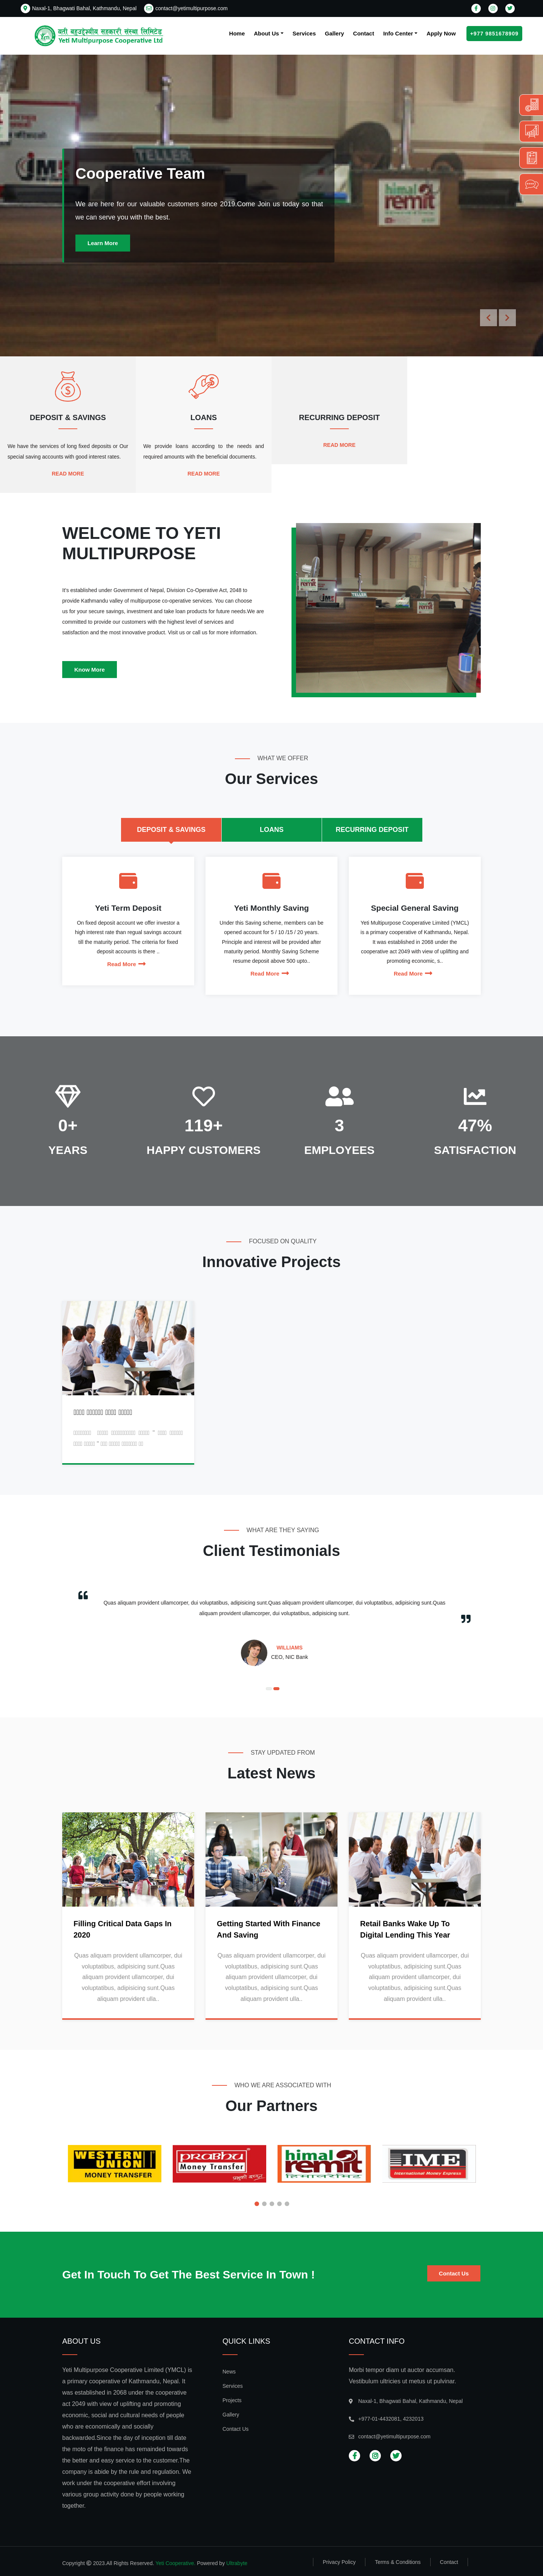 Naxal-1, Bhagwati Bahal, Kathmandu, Nepal
contact@yetimultipurpose.com
यती बहुउद्देश्यीय सहकारी संस्था लिमिटेड
Yeti Multipurpose Cooperative Ltd
Home
About Us
Services
Gallery
Contact
Info Center
Apply Now
+977 9851678909
TELLER
TELLER
himal
remit
Cooperative Team
We are here for our valuable customers since 2019.Come Join us today so that
we can serve you with the best.
Learn More
DEPOSIT & SAVINGS
We have the services of long fixed deposits or Our
special saving accounts with good interest rates.
READ MORE
LOANS
We provide loans according to the needs and
required amounts with the beneficial documents.
READ MORE
RECURRING DEPOSIT
READ MORE
WELCOME TO YETI
MULTIPURPOSE
It's established under Government of Nepal, Division Co-Operative Act, 2048 to
provide Kathmandu valley of multipurpose co-operative services. You can choose
us for your secure savings, investment and take loan products for future needs.We are
committed to provide our customers with the highest level of services and
satisfaction and the most innovative product. Visit us or call us for more information.
Know More
WHAT WE OFFER
Our Services
DEPOSIT & SAVINGS
LOANS
RECURRING DEPOSIT
Yeti Term Deposit
On fixed deposit account we offer investor a
high interest rate than regual savings account
till the maturity period. The criteria for fixed
deposit accounts is there ..
Read More
Yeti Monthly Saving
Under this Saving scheme, members can be
opened account for 5 / 10 /15 / 20 years.
Principle and interest will be provided after
maturity period. Monthly Saving Scheme
resume deposit above 500 upto..
Read More
Special General Saving
Yeti Multipurpose Cooperative Limited (YMCL)
is a primary cooperative of Kathmandu, Nepal.
It was established in 2068 under the
cooperative act 2049 with view of uplifting and
promoting economic, s..
Read More
0+
YEARS
119+
HAPPY CUSTOMERS
3
EMPLOYEES
47%
SATISFACTION
FOCUSED ON QUALITY
Innovative Projects
WHAT ARE THEY SAYING
Client Testimonials
Quas aliquam provident ullamcorper, dui voluptatibus, adipisicing sunt.Quas aliquam provident ullamcorper, dui voluptatibus, adipisicing sunt.Quas
aliquam provident ullamcorper, dui voluptatibus, adipisicing sunt.
WILLIAMS
CEO, NIC Bank
STAY UPDATED FROM
Latest News
Filling Critical Data Gaps In
2020
Quas aliquam provident ullamcorper, dui
voluptatibus, adipisicing sunt.Quas
aliquam provident ullamcorper, dui
voluptatibus, adipisicing sunt.Quas
aliquam provident ulla..
Getting Started With Finance
And Saving
Quas aliquam provident ullamcorper, dui
voluptatibus, adipisicing sunt.Quas
aliquam provident ullamcorper, dui
voluptatibus, adipisicing sunt.Quas
aliquam provident ulla..
Retail Banks Wake Up To
Digital Lending This Year
Quas aliquam provident ullamcorper, dui
voluptatibus, adipisicing sunt.Quas
aliquam provident ullamcorper, dui
voluptatibus, adipisicing sunt.Quas
aliquam provident ulla..
WHO WE ARE ASSOCIATED WITH
Our Partners
WESTERN
UNION
MONEY TRANSFER
prabhu
Money Transfer
himal
remit
हिमालरेमिट
IME
International Money Express
Get In Touch To Get The Best Service In Town !
Contact Us
ABOUT US
Yeti Multipurpose Cooperative Limited (YMCL) is
a primary cooperative of Kathmandu, Nepal. It
was established in 2068 under the cooperative
act 2049 with view of uplifting and promoting
economic, social and cultural needs of people
who are economically and socially
backwarded.Since the day of inception till date
the moto of the finance has remainded towards
the better and easy service to the customer.The
company is abide by the rule and regulation. We
work under the cooperative effort involving
various group activity done by people working
together.
QUICK LINKS
News
Services
Projects
Gallery
Contact Us
CONTACT INFO
Morbi tempor diam ut auctor accumsan.
Vestibulum ultricies ut metus ut pulvinar.
Naxal-1, Bhagwati Bahal, Kathmandu, Nepal
+977-01-4432081, 4232013
contact@yetimultipurpose.com
Copyright © 2023.All Rights Reserved. Yeti Cooperative. Powered by Ultrabyte
Privacy Policy
Terms & Conditions
Contact